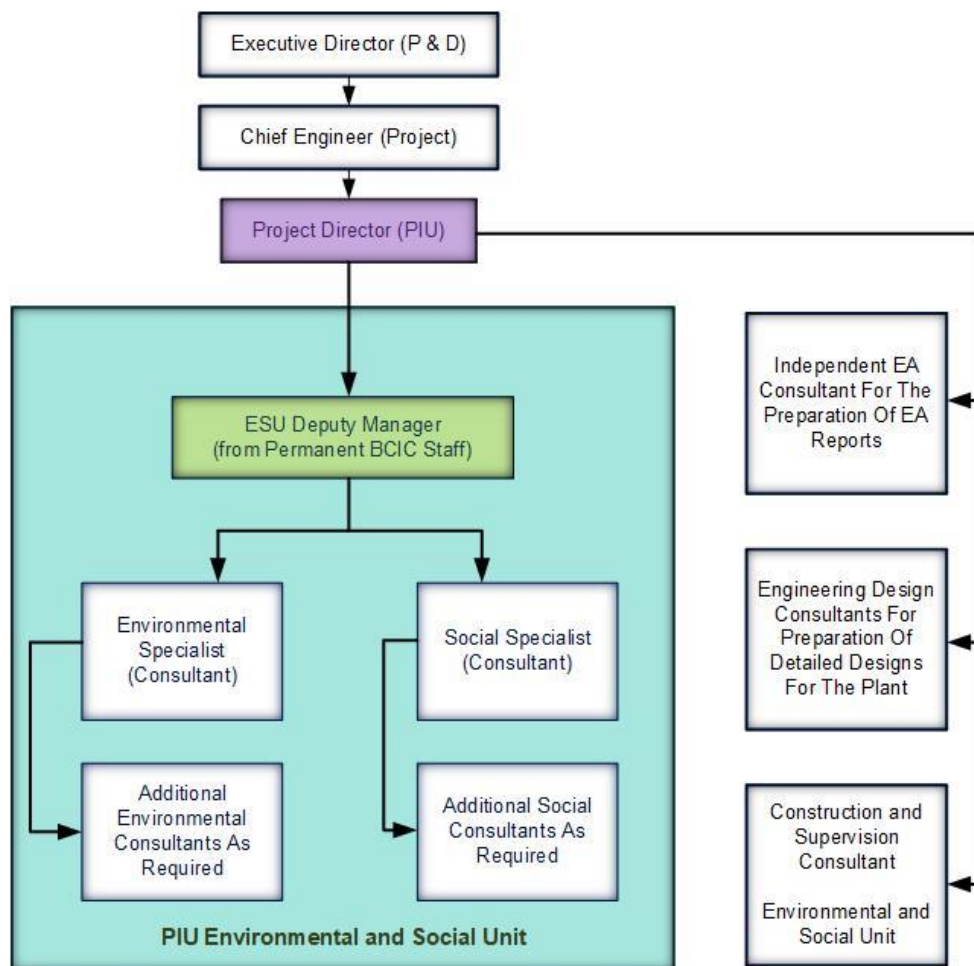 Executive Director (P & D)
Chief Engineer (Project)
Project Director (PIU)
ESU Deputy Manager
(from Permanent BCIC Staff)
Environmental
Specialist
(Consultant)
Social Specialist
(Consultant)
Additional
Environmental
Consultants As
Required
Additional Social
Consultants As
Required
PIU Environmental and Social Unit
Independent EA
Consultant For The
Preparation Of EA
Reports
Engineering Design
Consultants For
Preparation Of
Detailed Designs
For The Plant
Construction and
Supervision
Consultant
Environmental and
Social Unit